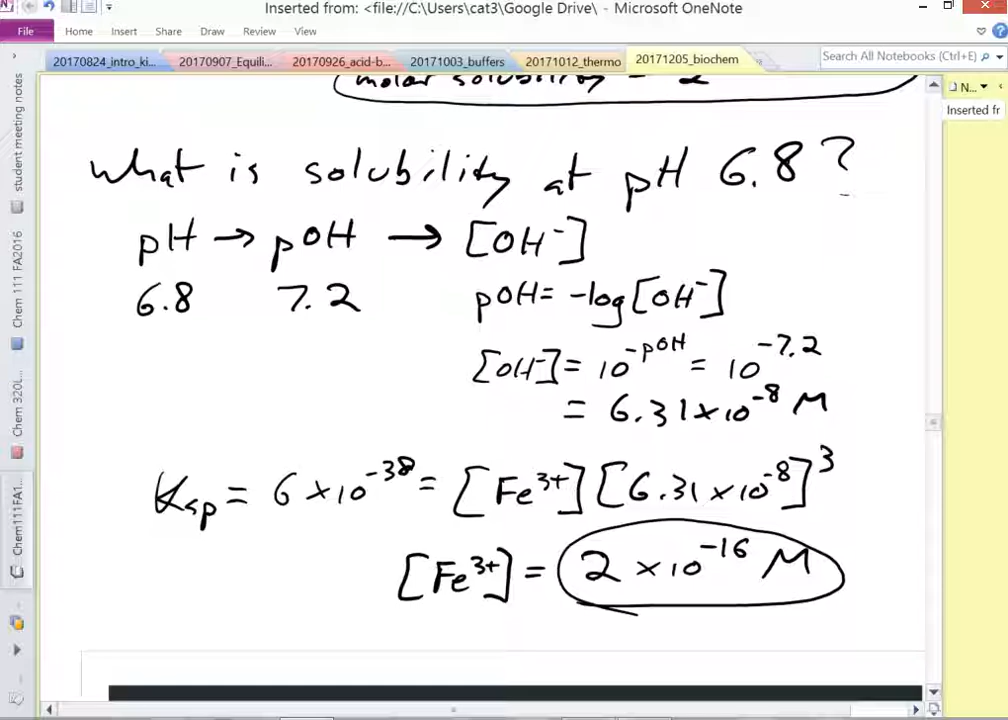 Inserted from: <file://C:\Users\cat3\Google Drive\ - Microsoft OneNote
File Home Insert Share Draw Review View
20170824_intro_ki... 20170907_Equili... 20170926_acid-b... 20171003_buffers 20171012_thermo 20171205_biochem
Search All Notebooks (Ctrl+E)
N...
Inserted fr
student meeting notes
Chem 111 FA2016
Chem 320L
Chem111FA1
molar solubility = 2
What is solubility at pH 6.8?
pH → pOH → [OH⁻]
6.8 7.2 pOH = -log[OH⁻]
[OH⁻] = 10^-pOH = 10^-7.2
= 6.31 × 10^-8 M
Ksp = 6 × 10^-38 = [Fe³⁺][6.31 × 10^-8]³
[Fe³⁺] = 2 × 10^-16 M